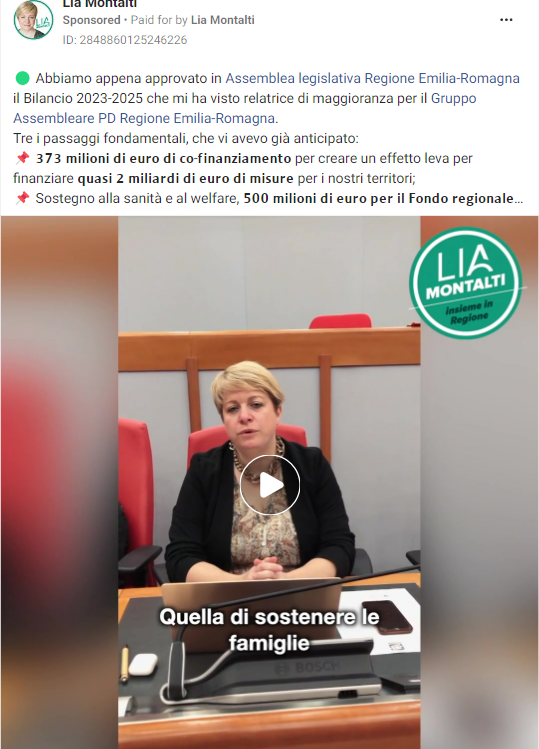 Lia Montalti
Sponsored • Paid for by Lia Montalti
ID: 2848860125246226
Abbiamo appena approvato in Assemblea legislativa Regione Emilia-Romagna
il Bilancio 2023-2025 che mi ha visto relatrice di maggioranza per il Gruppo
Assembleare PD Regione Emilia-Romagna.
Tre i passaggi fondamentali, che vi avevo già anticipato:
📌 373 milioni di euro di co-finanziamento per creare un effetto leva per
finanziare quasi 2 miliardi di euro di misure per i nostri territori;
📌 Sostegno alla sanità e al welfare, 500 milioni di euro per il Fondo regionale...
LIA
MONTALTI
insieme in
Regione
Quella di sostenere le
famiglie
BOSCH